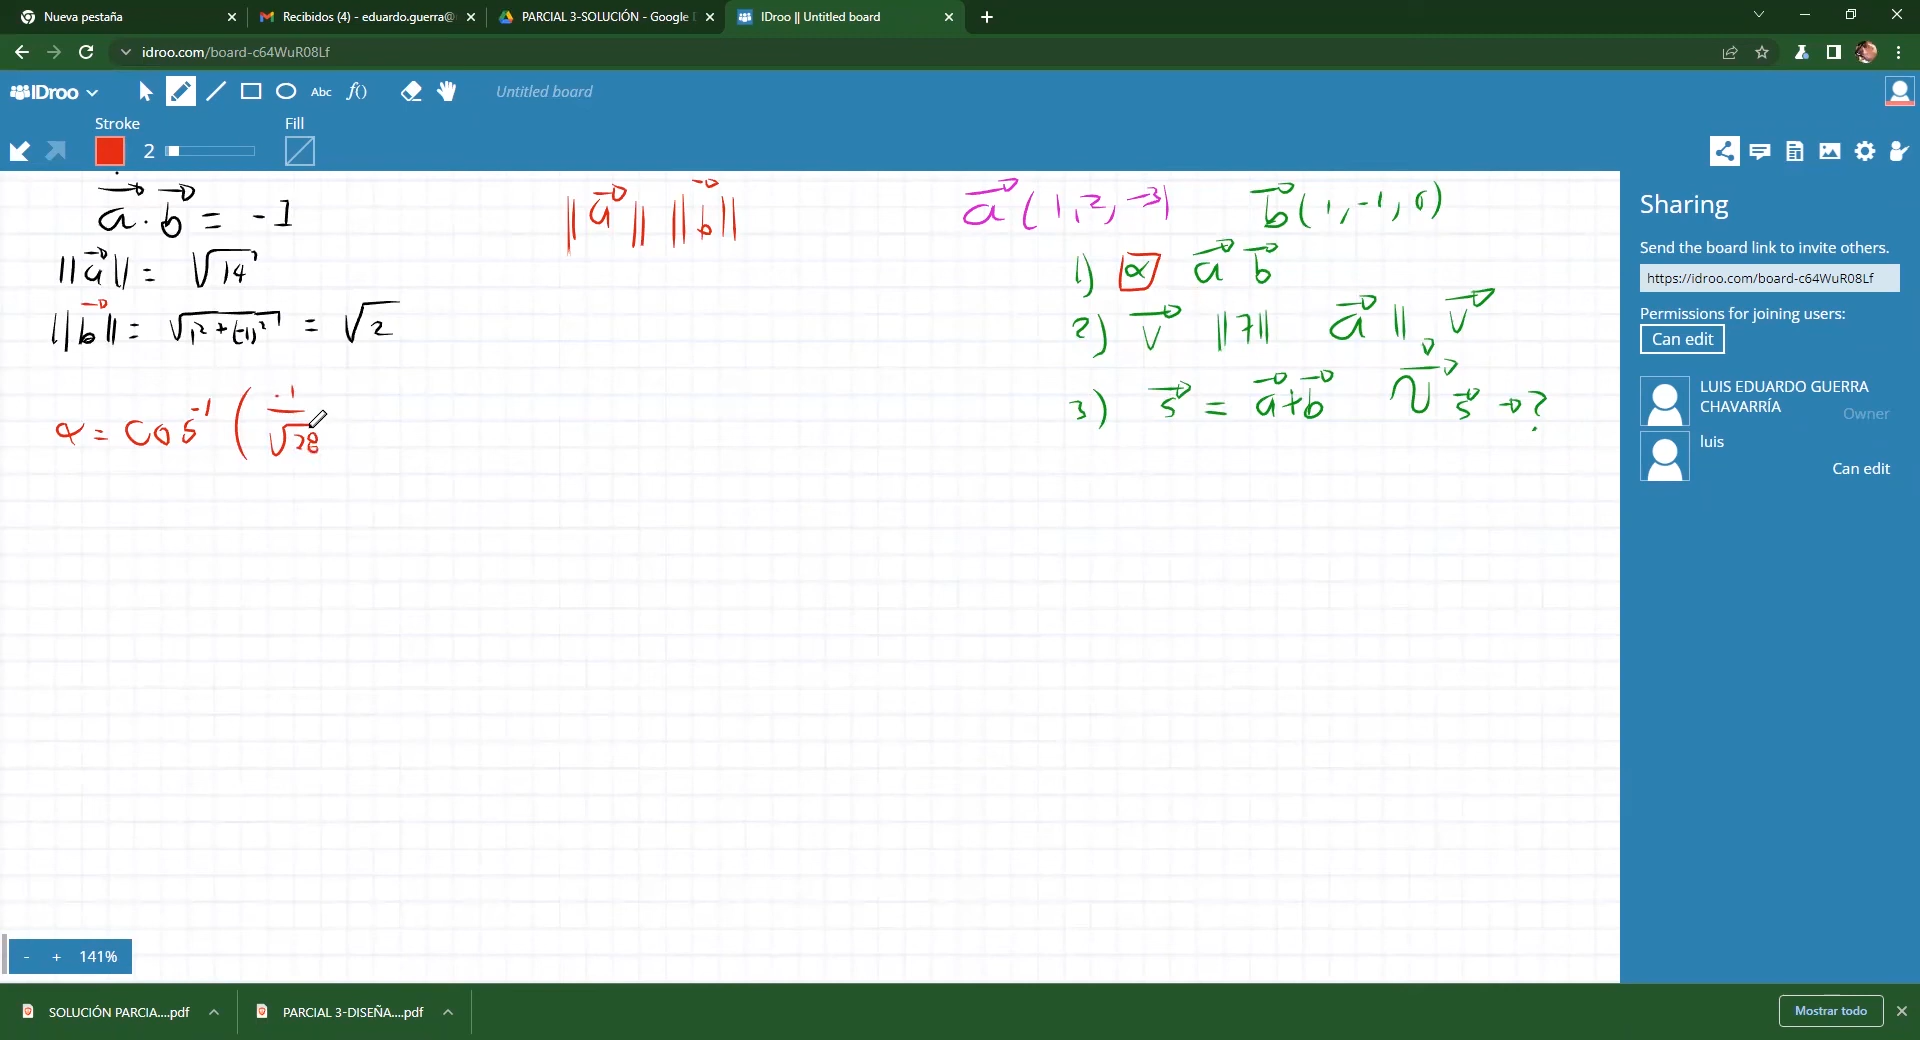 Nueva pestaña
Recibidos (4) - eduardo.guerra@
PARCIAL 3-SOLUCIÓN - Google D
IDroo || Untitled board
idroo.com/board-c64WuR08Lf
IDroo
Abc
f()
Untitled board
Stroke
Fill
2
a · b = -1
||a|| ||b||
a (1, 2, -3)
b (1, -1, 0)
||a|| = √14
1) α a b
||b|| = √1² + (-1)² = √2
2) v ||7|| a || v
α = cos⁻¹ ( -1/√28
3) s = a + b
s → ?
Sharing
Send the board link to invite others.
https://idroo.com/board-c64WuR08Lf
Permissions for joining users:
Can edit
LUIS EDUARDO GUERRA CHAVARRÍA
Owner
luis
Can edit
- + 141%
SOLUCIÓN PARCIA....pdf
PARCIAL 3-DISEÑA....pdf
Mostrar todo